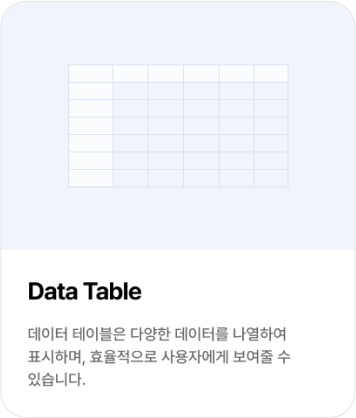 Data Table
데이터 테이블은 다양한 데이터를 나열하여
표시하며, 효율적으로 사용자에게 보여줄 수
있습니다.